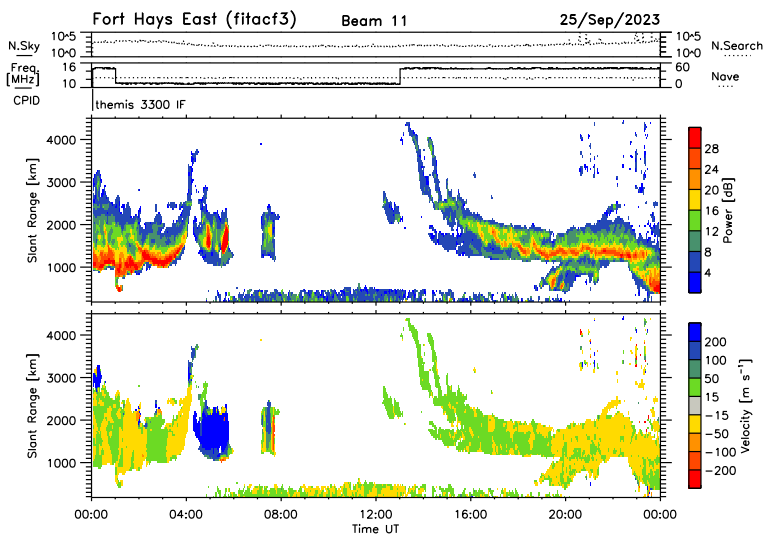 Fort Hays East (fitacf3) Beam 11 25/Sep/2023
N.Sky 10^5 10^0 10^5 10^0 N.Search
Freq. [MHz] 16 10 60 0 Nave
CPID themis 3300 IF
Slant Range [km] 4000 3000 2000 1000
Power [dB] 28 24 20 16 12 8 4
Slant Range [km] 4000 3000 2000 1000
Velocity [m s⁻¹] 200 100 50 15 −15 −50 −100 −200
00:00 04:00 08:00 12:00 16:00 20:00 00:00
Time UT